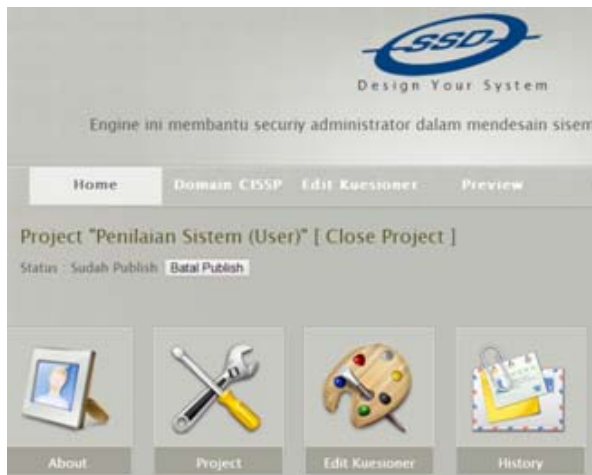 SSD
Design Your System
Engine ini membantu securiy administrator dalam mendesain sisem
Home Domain CISSP Edit Kuesioner Preview
Project "Penilaian Sistem (User)" [ Close Project ]
Status : Sudah Publish Batal Publish
About Project Edit Kuesioner History